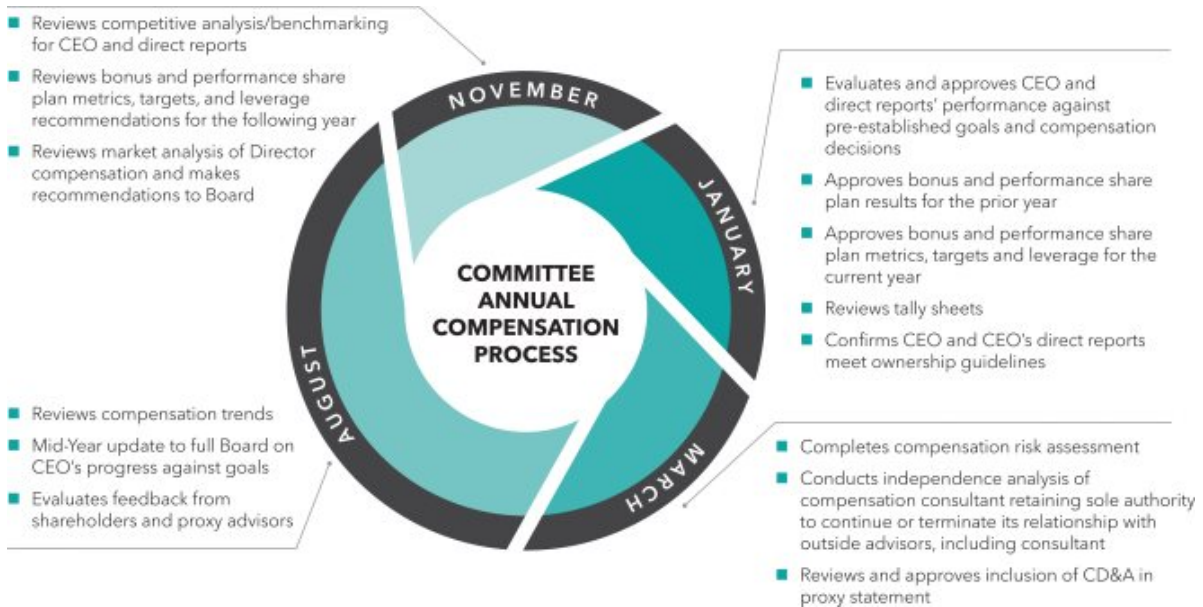 Reviews competitive analysis/benchmarking
for CEO and direct reports
Reviews bonus and performance share
plan metrics, targets, and leverage
recommendations for the following year
Reviews market analysis of Director
compensation and makes
recommendations to Board
NOVEMBER
JANUARY
Evaluates and approves CEO and
direct reports' performance against
pre-established goals and compensation
decisions
Approves bonus and performance share
plan results for the prior year
Approves bonus and performance share
plan metrics, targets and leverage for the
current year
Reviews tally sheets
Confirms CEO and CEO's direct reports
meet ownership guidelines
COMMITTEE
ANNUAL
COMPENSATION
PROCESS
AUGUST
Reviews compensation trends
Mid-Year update to full Board on
CEO's progress against goals
Evaluates feedback from
shareholders and proxy advisors
MARCH
Completes compensation risk assessment
Conducts independence analysis of
compensation consultant retaining sole authority
to continue or terminate its relationship with
outside advisors, including consultant
Reviews and approves inclusion of CD&A in
proxy statement